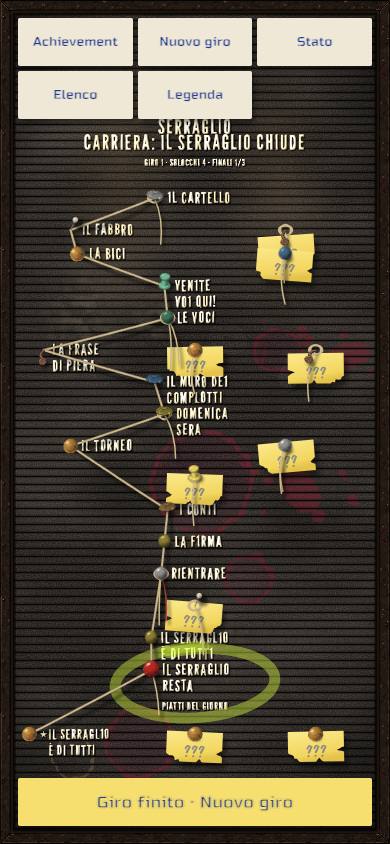 Achievement
Nuovo giro
Stato
Elenco
Legenda
SERRAGLIO
CARRIERA: IL SERRAGLIO CHIUDE
GIRO 1 · SBLOCCHI 4 · FINALI 1/3
IL CARTELLO
IL FABBRO
LA BICI
???
VENITE
VOI QUI!
LE VOCI
LA FRASE
DI PIERA
???
???
IL MURO DEI
COMPLOTTI
DOMENICA
SERA
IL TORNEO
???
???
I CONTI
LA FIRMA
RIENTRARE
???
IL SERRAGLIO
È DI TUTTI
IL SERRAGLIO
RESTA
PIATTI DEL GIORNO
★IL SERRAGLIO
È DI TUTTI
???
???
Giro finito · Nuovo giro